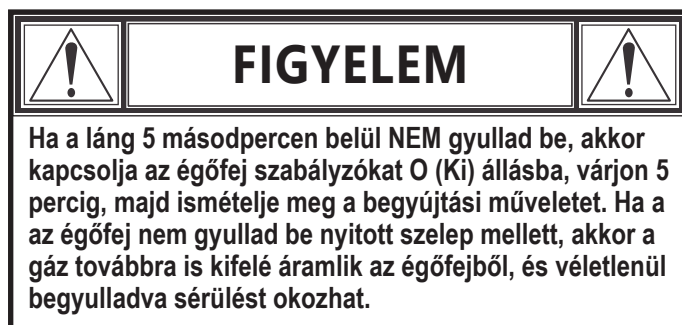 FIGYELEM
Ha a láng 5 másodpercen belül NEM gyullad be, akkor
kapcsolja az égőfej szabályzókat O (Ki) állásba, várjon 5
percig, majd ismételje meg a begyújtási műveletet. Ha a
az égőfej nem gyullad be nyitott szelep mellett, akkor a
gáz továbbra is kifelé áramlik az égőfejből, és véletlenül
begyulladva sérülést okozhat.